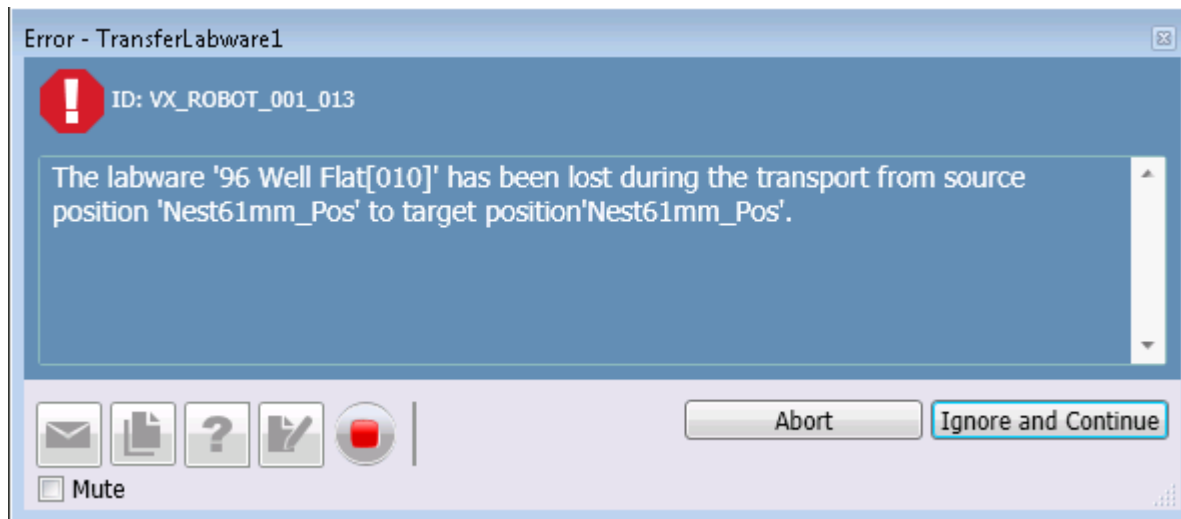 Error - TransferLabware1
ID: VX_ROBOT_001_013
The labware '96 Well Flat[010]' has been lost during the transport from source
position 'Nest61mm_Pos' to target position'Nest61mm_Pos'.
Abort
Ignore and Continue
Mute